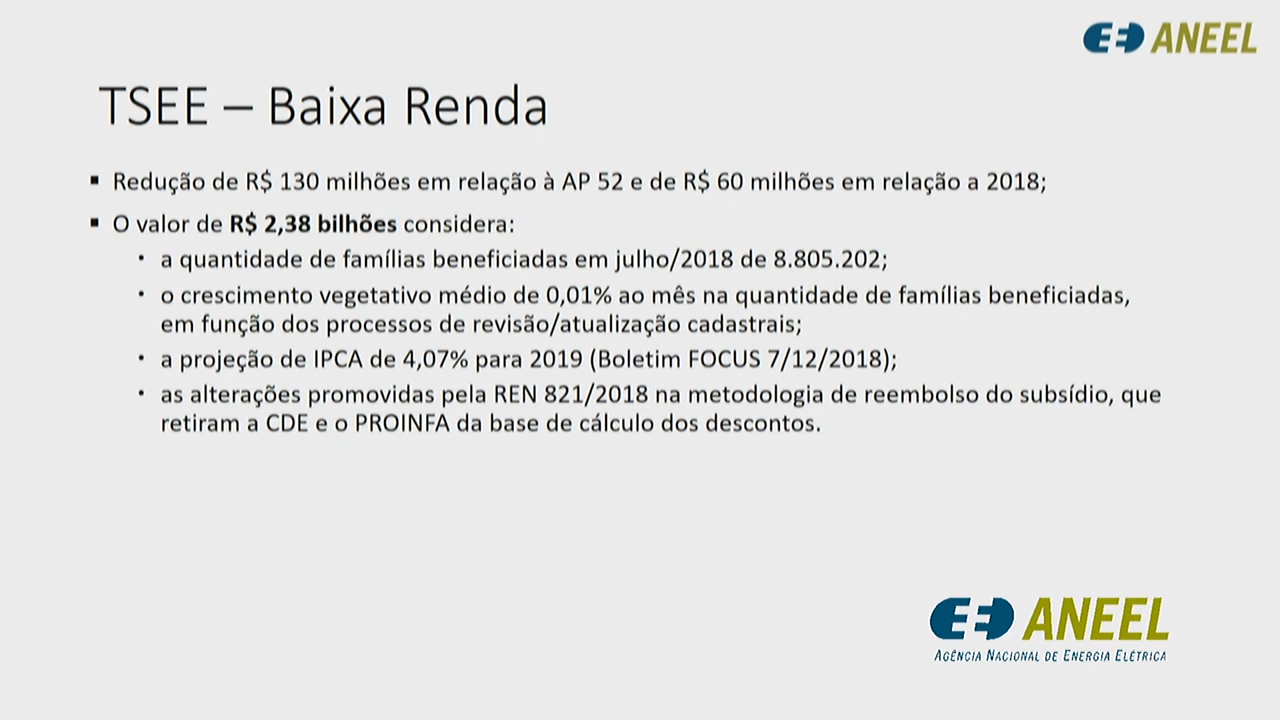 ANEEL
TSEE – Baixa Renda
▪ Redução de R$ 130 milhões em relação à AP 52 e de R$ 60 milhões em relação a 2018;
▪ O valor de R$ 2,38 bilhões considera:
• a quantidade de famílias beneficiadas em julho/2018 de 8.805.202;
• o crescimento vegetativo médio de 0,01% ao mês na quantidade de famílias beneficiadas,
em função dos processos de revisão/atualização cadastrais;
• a projeção de IPCA de 4,07% para 2019 (Boletim FOCUS 7/12/2018);
• as alterações promovidas pela REN 821/2018 na metodologia de reembolso do subsídio, que
retiram a CDE e o PROINFA da base de cálculo dos descontos.
ANEEL
AGÊNCIA NACIONAL DE ENERGIA ELÉTRICA